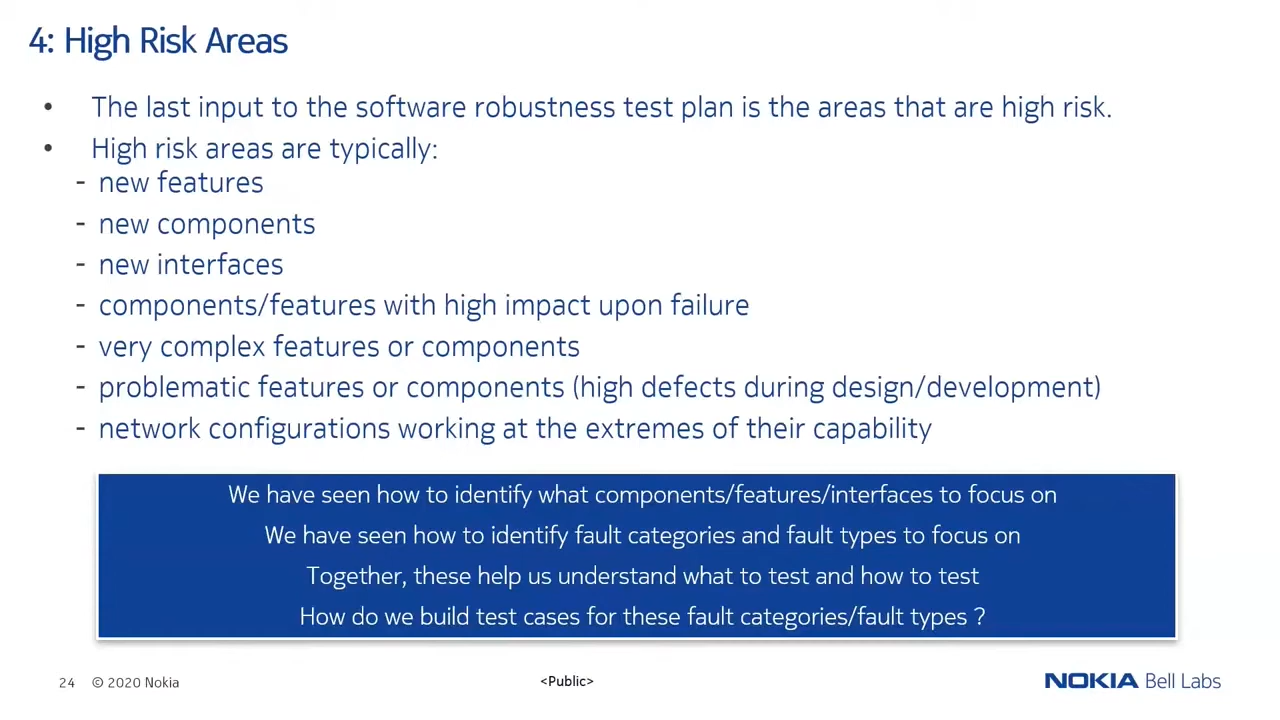 4: High Risk Areas
• The last input to the software robustness test plan is the areas that are high risk.
• High risk areas are typically:
- new features
- new components
- new interfaces
- components/features with high impact upon failure
- very complex features or components
- problematic features or components (high defects during design/development)
- network configurations working at the extremes of their capability
We have seen how to identify what components/features/interfaces to focus on
We have seen how to identify fault categories and fault types to focus on
Together, these help us understand what to test and how to test
How do we build test cases for these fault categories/fault types ?
24 © 2020 Nokia <Public> NOKIA Bell Labs